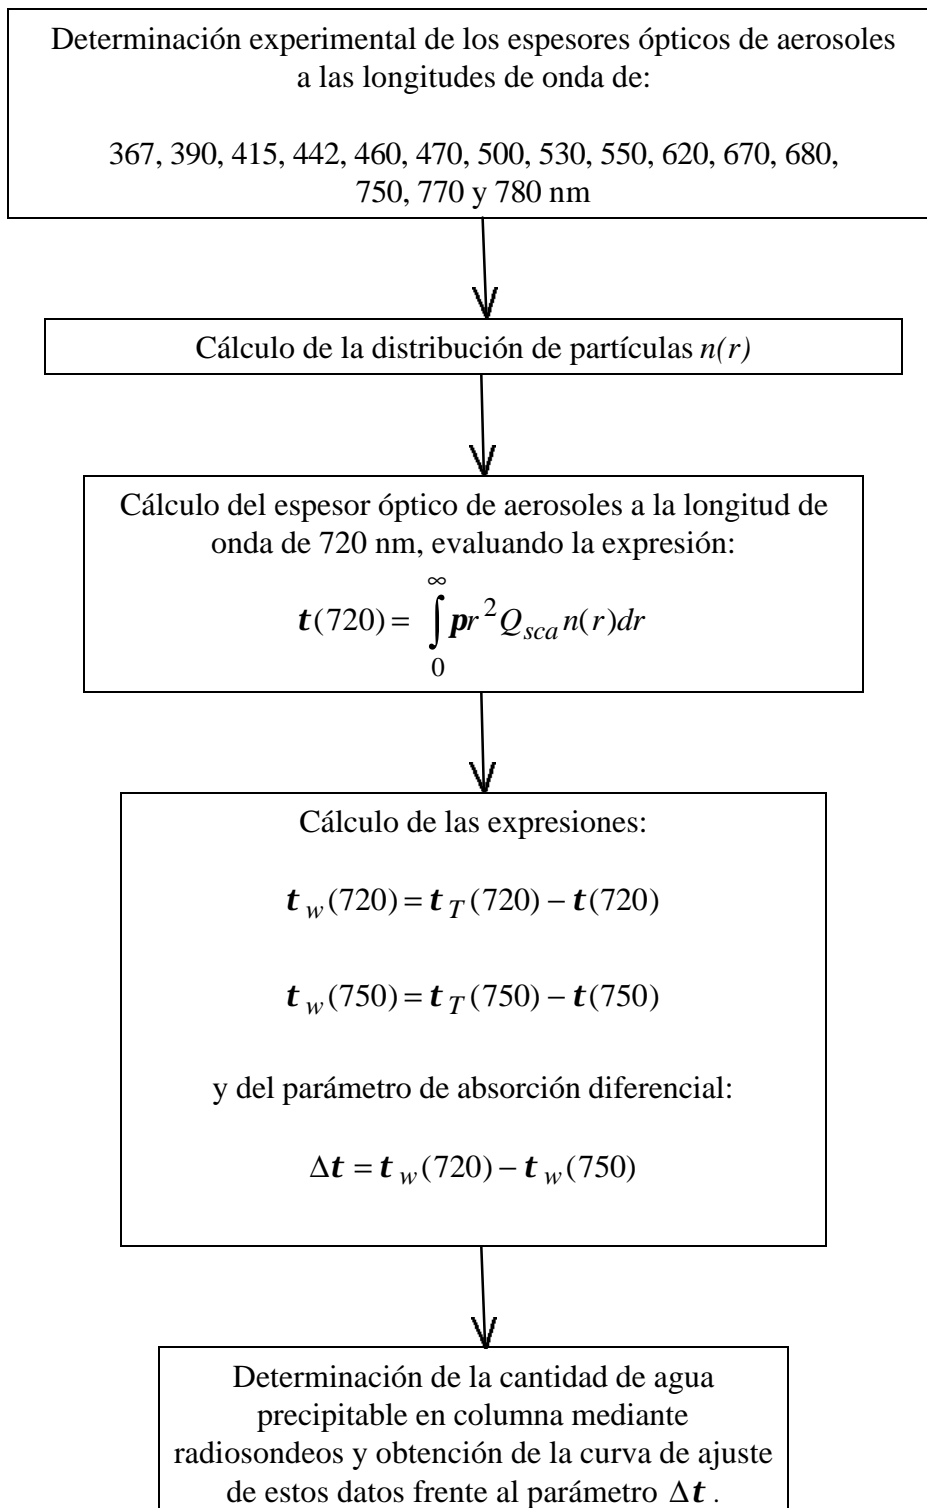 Determinación experimental de los espesores ópticos de aerosoles
a las longitudes de onda de:
367, 390, 415, 442, 460, 470, 500, 530, 550, 620, 670, 680,
750, 770 y 780 nm
Cálculo de la distribución de partículas n(r)
Cálculo del espesor óptico de aerosoles a la longitud de
onda de 720 nm, evaluando la expresión:
t(720) = ∫₀^∞ pr²Q_sca n(r)dr
Cálculo de las expresiones:
t_w(720) = t_T(720) − t(720)
t_w(750) = t_T(750) − t(750)
y del parámetro de absorción diferencial:
Δt = t_w(720) − t_w(750)
Determinación de la cantidad de agua
precipitable en columna mediante
radiosondeos y obtención de la curva de ajuste
de estos datos frente al parámetro Δt .